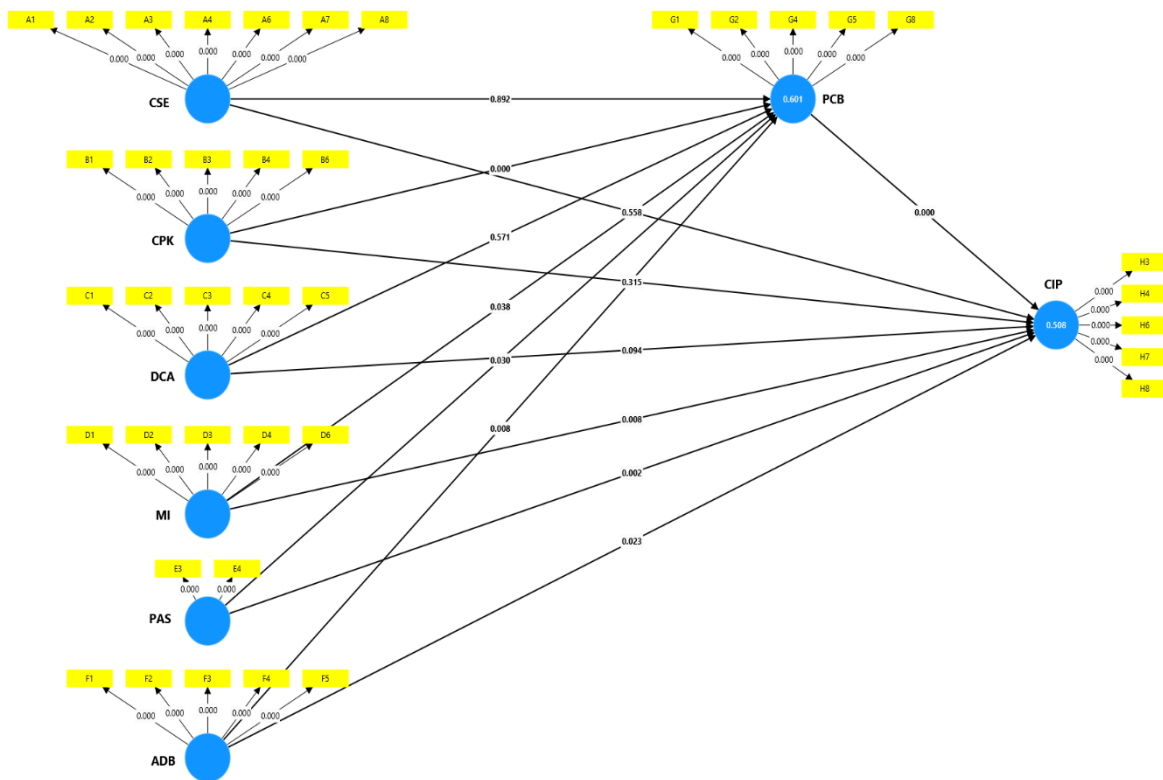 A1 A2 A3 A4 A6 A7 A8
0.000 0.000 0.000 0.000 0.000 0.000 0.000
CSE
G1 G2 G4 G5 G8
0.000 0.000 0.000 0.000 0.000
0.601 PCB
0.892
B1 B2 B3 B4 B6
0.000 0.000 0.000 0.000 0.000
CPK
0.000
0.558
0.000
0.571
C1 C2 C3 C4 C5
0.000 0.000 0.000 0.000 0.000
DCA
0.315
0.038
0.094
0.030
CIP
0.508
H3
0.000
H4
0.000
H6
0.000
H7
0.000
H8
0.000
D1 D2 D3 D4 D6
0.000 0.000 0.000 0.000 0.000
MI
0.008
0.008
0.002
E3 E4
0.000 0.000
PAS
0.023
F1 F2 F3 F4 F5
0.000 0.000 0.000 0.000 0.000
ADB